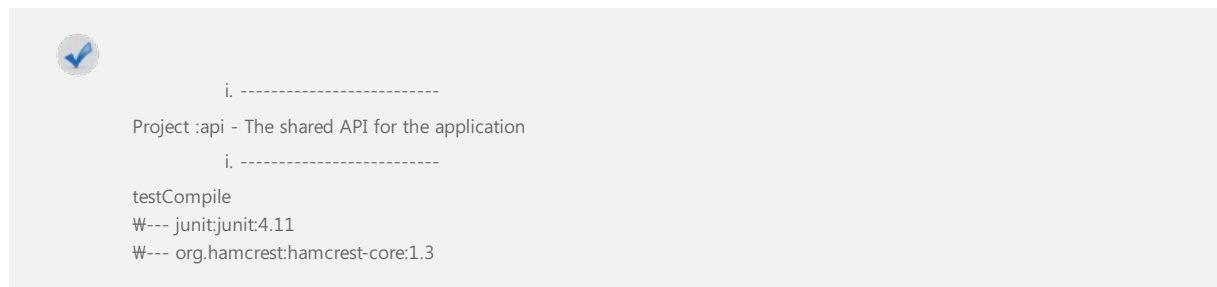 i. --------------------------
Project :api - The shared API for the application
i. --------------------------
testCompile
₩--- junit:junit:4.11
₩--- org.hamcrest:hamcrest-core:1.3